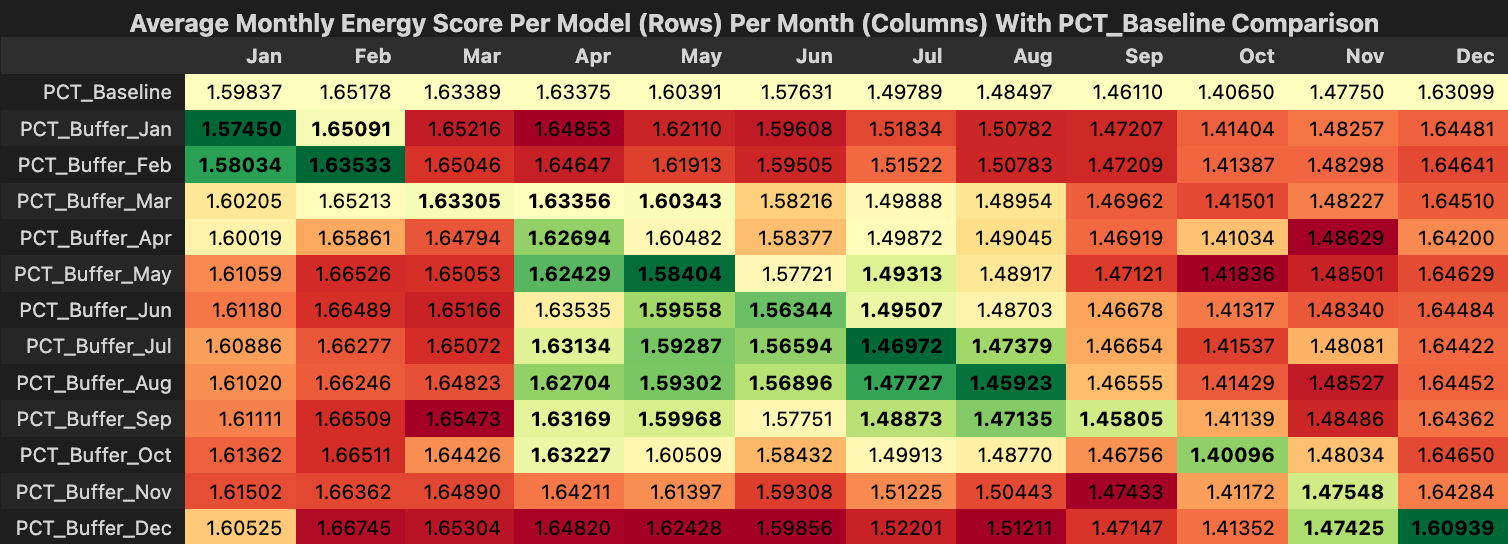 Average Monthly Energy Score Per Model (Rows) Per Month (Columns) With PCT_Baseline Comparison
Jan Feb Mar Apr May Jun Jul Aug Sep Oct Nov Dec
PCT_Baseline 1.59837 1.65178 1.63389 1.63375 1.60391 1.57631 1.49789 1.48497 1.46110 1.40650 1.47750 1.63099
PCT_Buffer_Jan 1.57450 1.65091 1.65216 1.64853 1.62110 1.59608 1.51834 1.50782 1.47207 1.41404 1.48257 1.64481
PCT_Buffer_Feb 1.58034 1.63533 1.65046 1.64647 1.61913 1.59505 1.51522 1.50783 1.47209 1.41387 1.48298 1.64641
PCT_Buffer_Mar 1.60205 1.65213 1.63305 1.63356 1.60343 1.58216 1.49888 1.48954 1.46962 1.41501 1.48227 1.64510
PCT_Buffer_Apr 1.60019 1.65861 1.64794 1.62694 1.60482 1.58377 1.49872 1.49045 1.46919 1.41034 1.48629 1.64200
PCT_Buffer_May 1.61059 1.66526 1.65053 1.62429 1.58404 1.57721 1.49313 1.48917 1.47121 1.41836 1.48501 1.64629
PCT_Buffer_Jun 1.61180 1.66489 1.65166 1.63535 1.59558 1.56344 1.49507 1.48703 1.46678 1.41317 1.48340 1.64484
PCT_Buffer_Jul 1.60886 1.66277 1.65072 1.63134 1.59287 1.56594 1.46972 1.47379 1.46654 1.41537 1.48081 1.64422
PCT_Buffer_Aug 1.61020 1.66246 1.64823 1.62704 1.59302 1.56896 1.47727 1.45923 1.46555 1.41429 1.48527 1.64452
PCT_Buffer_Sep 1.61111 1.66509 1.65473 1.63169 1.59968 1.57751 1.48873 1.47135 1.45805 1.41139 1.48486 1.64362
PCT_Buffer_Oct 1.61362 1.66511 1.64426 1.63227 1.60509 1.58432 1.49913 1.48770 1.46756 1.40096 1.48034 1.64650
PCT_Buffer_Nov 1.61502 1.66362 1.64890 1.64211 1.61397 1.59308 1.51225 1.50443 1.47433 1.41172 1.47548 1.64284
PCT_Buffer_Dec 1.60525 1.66745 1.65304 1.64820 1.62428 1.59856 1.52201 1.51211 1.47147 1.41352 1.47425 1.60939